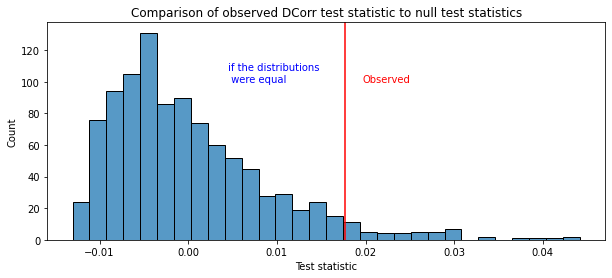 Comparison of observed DCorr test statistic to null test statistics
120
100
80
60
40
20
0
Count
if the distributions
were equal
Observed
−0.01
0.00
0.01
0.02
0.03
0.04
Test statistic